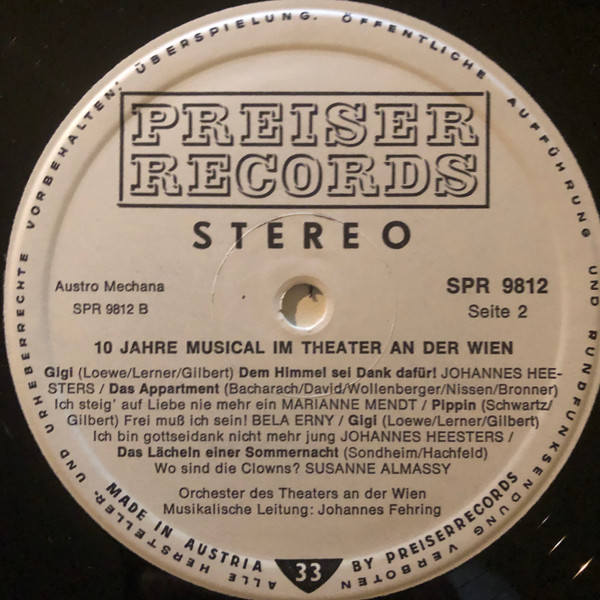 PREISER
RECORDS
STEREO
Austro Mechana
SPR 9812 B
SPR 9812
Seite 2
10 JAHRE MUSICAL IM THEATER AN DER WIEN
Gigi (Loewe/Lerner/Gilbert) Dem Himmel sei Dank dafür! JOHANNES HEE-
STERS / Das Appartment (Bacharach/David/Wollenberger/Nissen/Bronner)
Ich steig' auf Liebe nie mehr ein MARIANNE MENDT / Pippin (Schwartz/
Gilbert) Frei muß ich sein! BELA ERNY / Gigi (Loewe/Lerner/Gilbert)
Ich bin gottseidank nicht mehr jung JOHANNES HEESTERS /
Das Lächeln einer Sommernacht (Sondheim/Hachfeld)
Wo sind die Clowns? SUSANNE ALMASSY
Orchester des Theaters an der Wien
Musikalische Leitung: Johannes Fehring
MADE IN AUSTRIA 33 BY PREISERRECORDS
ALLE HERSTELLER- UND URHEBERRECHTE VORBEHALTEN: ÜBERSPIELUNG. ÖFFENTLICHE AUFFÜHRUNG UND RUNDFUNKSENDUNG VERBOTEN